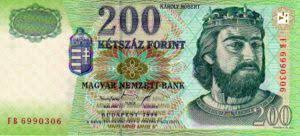 KÁROLY RÓBERT
200
KÉTSZÁZ FORINT
MAGYAR NEMZETI BANK
BUDAPEST
FB 6990306
FB 6990306
200